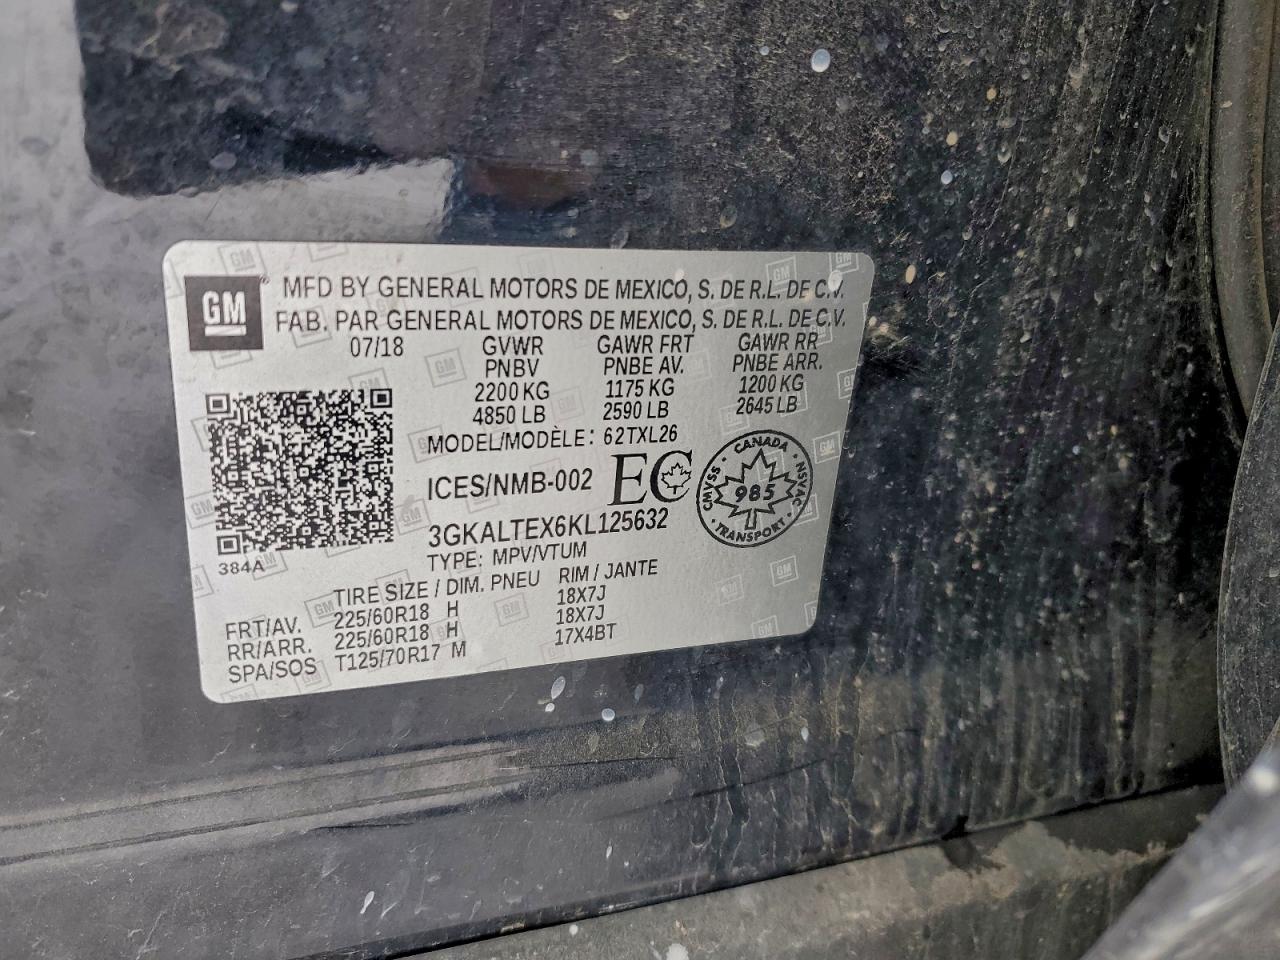 GM
MFD BY GENERAL MOTORS DE MEXICO, S. DE R.L. DE C.V.
FAB. PAR GENERAL MOTORS DE MEXICO, S. DE R.L. DE C.V.
07/18 GVWR GAWR FRT GAWR RR
PNBV PNBE AV. PNBE ARR.
2200 KG 1175 KG 1200 KG
4850 LB 2590 LB 2645 LB
MODEL/MODÈLE: 62TXL26
ICES/NMB-002 EC
CMVSS • CANADA • NSVAC • TRANSPORT •
985
3GKALTEX6KL125632
384A
TYPE: MPV/VTUM
TIRE SIZE / DIM. PNEU RIM / JANTE
FRT/AV. 225/60R18 H 18X7J
RR/ARR. 225/60R18 H 18X7J
SPA/SOS T125/70R17 M 17X4BT